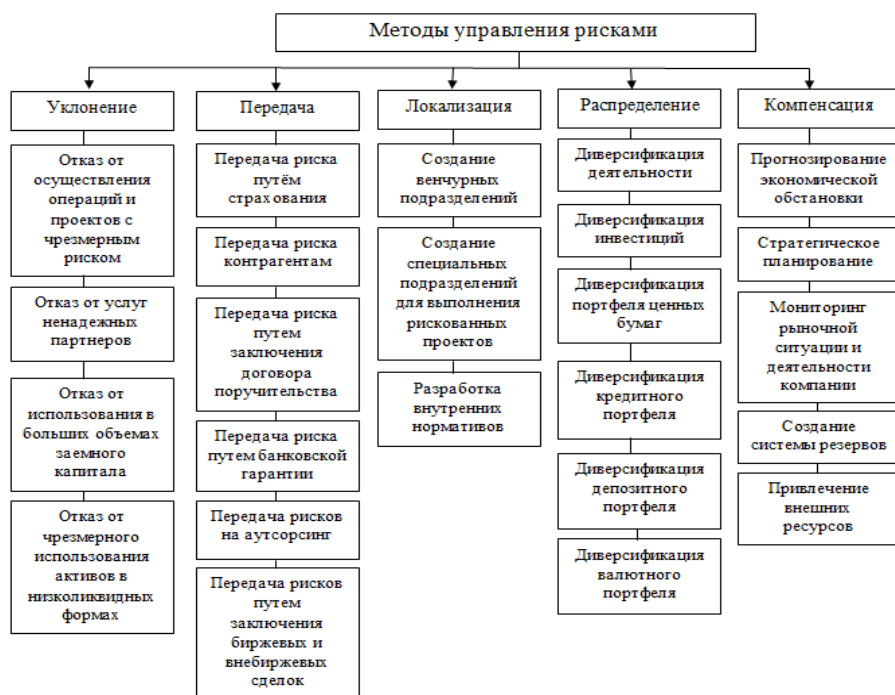 Методы управления рисками
Уклонение
Отказ от
осуществления
операций и
проектов с
чрезмерным
риском
Отказ от услуг
ненадежных
партнеров
Отказ от
использования в
больших объемах
заемного
капитала
Отказ от
чрезмерного
использования
активов в
низколиквидных
формах
Передача
Передача риска
путём
страхования
Передача риска
контрагентам
Передача риска
путем
заключения
договора
поручительства
Передача риска
путем банковской
гарантии
Передача рисков
на аутсорсинг
Передача рисков
путем
заключения
биржевых и
внебиржевых
сделок
Локализация
Создание
венчурных
подразделений
Создание
специальных
подразделений
для выполнения
рискованных
проектов
Разработка
внутренних
нормативов
Распределение
Диверсификация
деятельности
Диверсификация
инвестиций
Диверсификация
портфеля ценных
бумаг
Диверсификация
кредитного
портфеля
Диверсификация
депозитного
портфеля
Диверсификация
валютного
портфеля
Компенсация
Прогнозирование
экономической
обстановки
Стратегическое
планирование
Мониторинг
рыночной
ситуации и
деятельности
компании
Создание
системы резервов
Привлечение
внешних
ресурсов